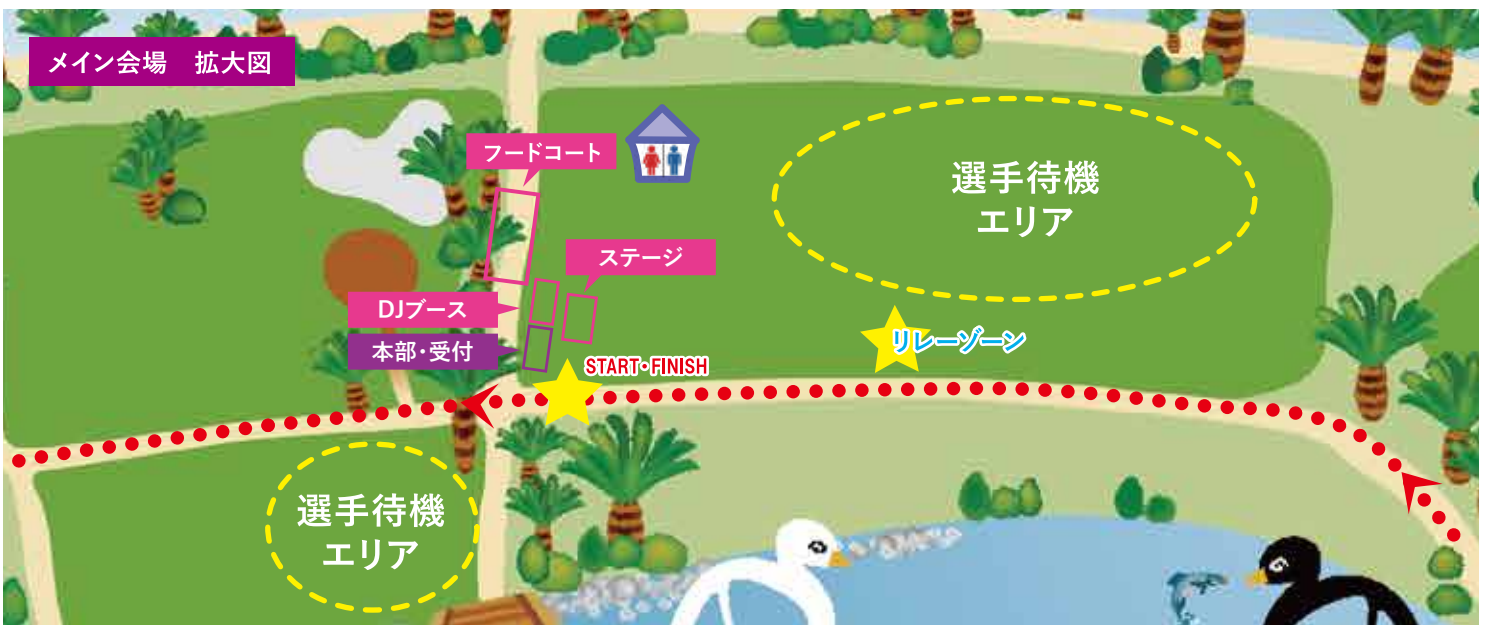 メイン会場　拡大図
フードコート
選手待機
エリア
ステージ
DJブース
本部・受付
リレーゾーン
START・FINISH
選手待機
エリア